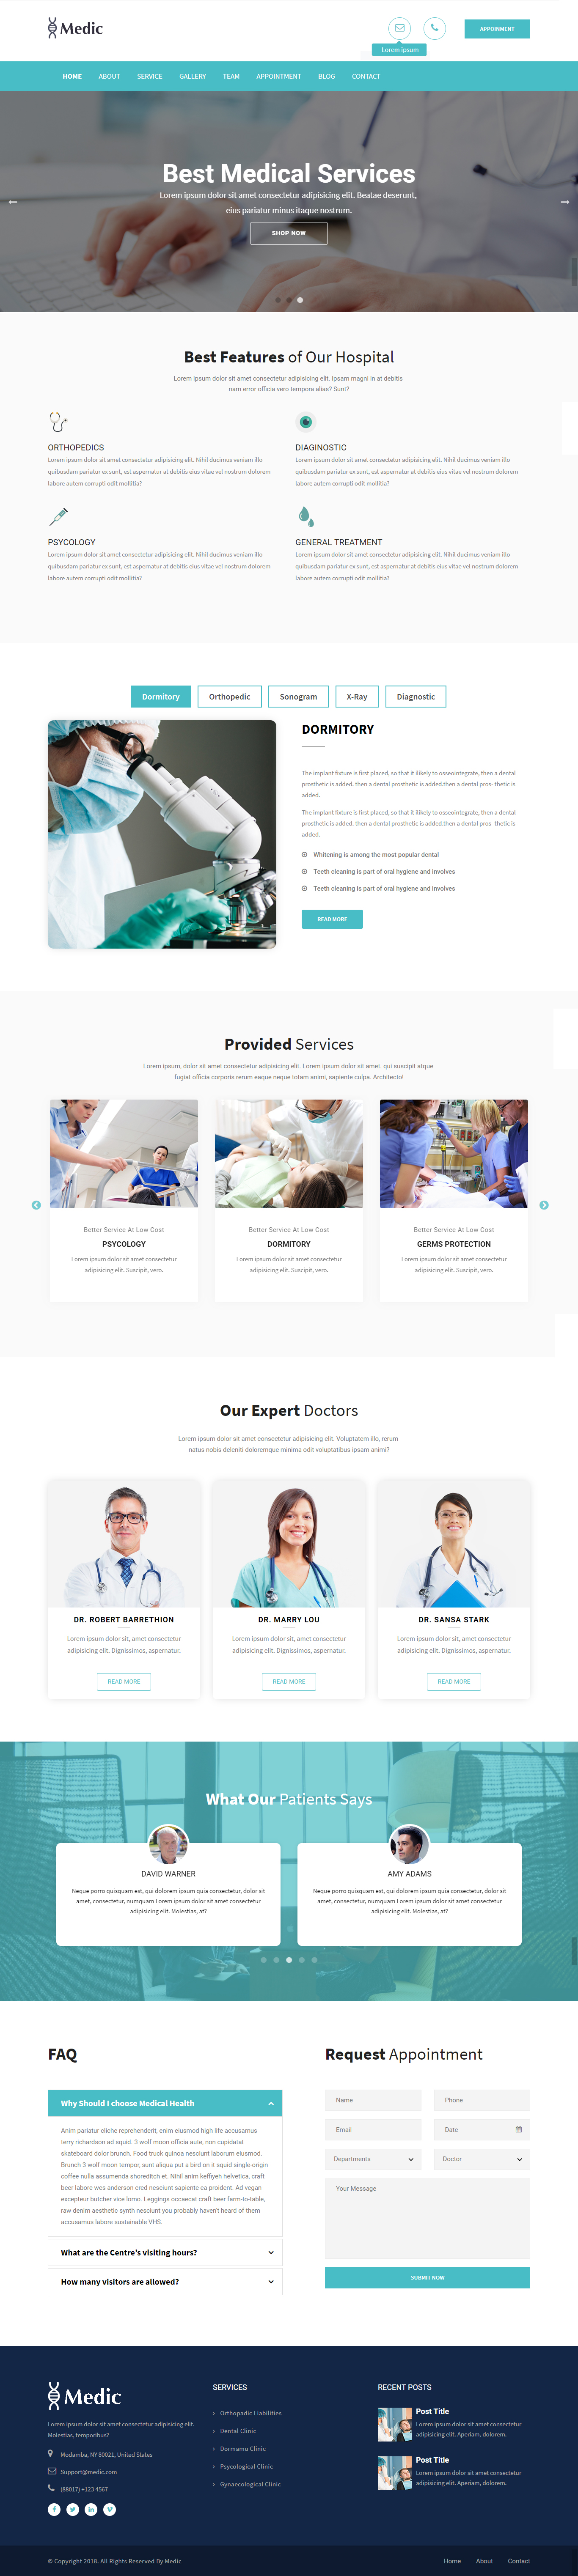 Medic
APPOINMENT
Lorem ipsum
HOME ABOUT SERVICE GALLERY TEAM APPOINTMENT BLOG CONTACT
Best Medical Services
Lorem ipsum dolor sit amet consectetur adipisicing elit. Beatae deserunt,
eius pariatur minus itaque nostrum.
SHOP NOW
Best Features of Our Hospital
Lorem ipsum dolor sit amet consectetur adipisicing elit. Ipsam magni in at debitis
nam error officia vero tempora alias? Sunt?
ORTHOPEDICS
Lorem ipsum dolor sit amet consectetur adipisicing elit. Nihil ducimus veniam illo
quibusdam pariatur ex sunt, est aspernatur at debitis eius vitae vel nostrum dolorem
labore autem corrupti odit mollitia?
DIAGINOSTIC
Lorem ipsum dolor sit amet consectetur adipisicing elit. Nihil ducimus veniam illo
quibusdam pariatur ex sunt, est aspernatur at debitis eius vitae vel nostrum dolorem
labore autem corrupti odit mollitia?
PSYCOLOGY
Lorem ipsum dolor sit amet consectetur adipisicing elit. Nihil ducimus veniam illo
quibusdam pariatur ex sunt, est aspernatur at debitis eius vitae vel nostrum dolorem
labore autem corrupti odit mollitia?
GENERAL TREATMENT
Lorem ipsum dolor sit amet consectetur adipisicing elit. Nihil ducimus veniam illo
quibusdam pariatur ex sunt, est aspernatur at debitis eius vitae vel nostrum dolorem
labore autem corrupti odit mollitia?
Dormitory Orthopedic Sonogram X-Ray Diagnostic
DORMITORY
The implant fixture is first placed, so that it ilikely to osseointegrate, then a dental
prosthetic is added. then a dental prosthetic is added.then a dental pros- thetic is
added.
The implant fixture is first placed, so that it ilikely to osseointegrate, then a dental
prosthetic is added. then a dental prosthetic is added.then a dental pros- thetic is
added.
Whitening is among the most popular dental
Teeth cleaning is part of oral hygiene and involves
Teeth cleaning is part of oral hygiene and involves
READ MORE
Provided Services
Lorem ipsum, dolor sit amet consectetur adipisicing elit. Lorem ipsum dolor sit amet. qui suscipit atque
fugiat officia corporis rerum eaque neque totam animi, sapiente culpa. Architecto!
Better Service At Low Cost
PSYCOLOGY
Lorem ipsum dolor sit amet consectetur
adipisicing elit. Suscipit, vero.
Better Service At Low Cost
DORMITORY
Lorem ipsum dolor sit amet consectetur
adipisicing elit. Suscipit, vero.
Better Service At Low Cost
GERMS PROTECTION
Lorem ipsum dolor sit amet consectetur
adipisicing elit. Suscipit, vero.
Our Expert Doctors
Lorem ipsum dolor sit amet consectetur adipisicing elit. Voluptatem illo, rerum
natus nobis deleniti doloremque minima odit voluptatibus ipsam animi?
DR. ROBERT BARRETHION
Lorem ipsum dolor sit, amet consectetur
adipisicing elit. Dignissimos, aspernatur.
READ MORE
DR. MARRY LOU
Lorem ipsum dolor sit, amet consectetur
adipisicing elit. Dignissimos, aspernatur.
READ MORE
DR. SANSA STARK
Lorem ipsum dolor sit, amet consectetur
adipisicing elit. Dignissimos, aspernatur.
READ MORE
What Our Patients Says
DAVID WARNER
Neque porro quisquam est, qui dolorem ipsum quia consectetur, dolor sit
amet, consectetur, numquam Lorem ipsum dolor sit amet consectetur
adipisicing elit. Molestias, at?
AMY ADAMS
Neque porro quisquam est, qui dolorem ipsum quia consectetur, dolor sit
amet, consectetur, numquam Lorem ipsum dolor sit amet consectetur
adipisicing elit. Molestias, at?
FAQ
Why Should I choose Medical Health
Anim pariatur cliche reprehenderit, enim eiusmod high life accusamus
terry richardson ad squid. 3 wolf moon officia aute, non cupidatat
skateboard dolor brunch. Food truck quinoa nesciunt laborum eiusmod.
Brunch 3 wolf moon tempor, sunt aliqua put a bird on it squid single-origin
coffee nulla assumenda shoreditch et. Nihil anim keffiyeh helvetica, craft
beer labore wes anderson cred nesciunt sapiente ea proident. Ad vegan
excepteur butcher vice lomo. Leggings occaecat craft beer farm-to-table,
raw denim aesthetic synth nesciunt you probably haven't heard of them
accusamus labore sustainable VHS.
What are the Centre's visiting hours?
How many visitors are allowed?
Request Appointment
Name Phone
Email Date
Departments Doctor
Your Message
SUBMIT NOW
Medic
Lorem ipsum dolor sit amet consectetur adipisicing elit.
Molestias, temporibus?
Modamba, NY 80021, United States
Support@medic.com
(88017) +123 4567
SERVICES
Orthopadic Liabilities
Dental Clinic
Dormamu Clinic
Psycological Clinic
Gynaecological Clinic
RECENT POSTS
Post Title
Lorem ipsum dolor sit amet consectetur
adipisicing elit. Aperiam, dolorem.
Post Title
Lorem ipsum dolor sit amet consectetur
adipisicing elit. Aperiam, dolorem.
© Copyright 2018. All Rights Reserved By Medic
Home About Contact